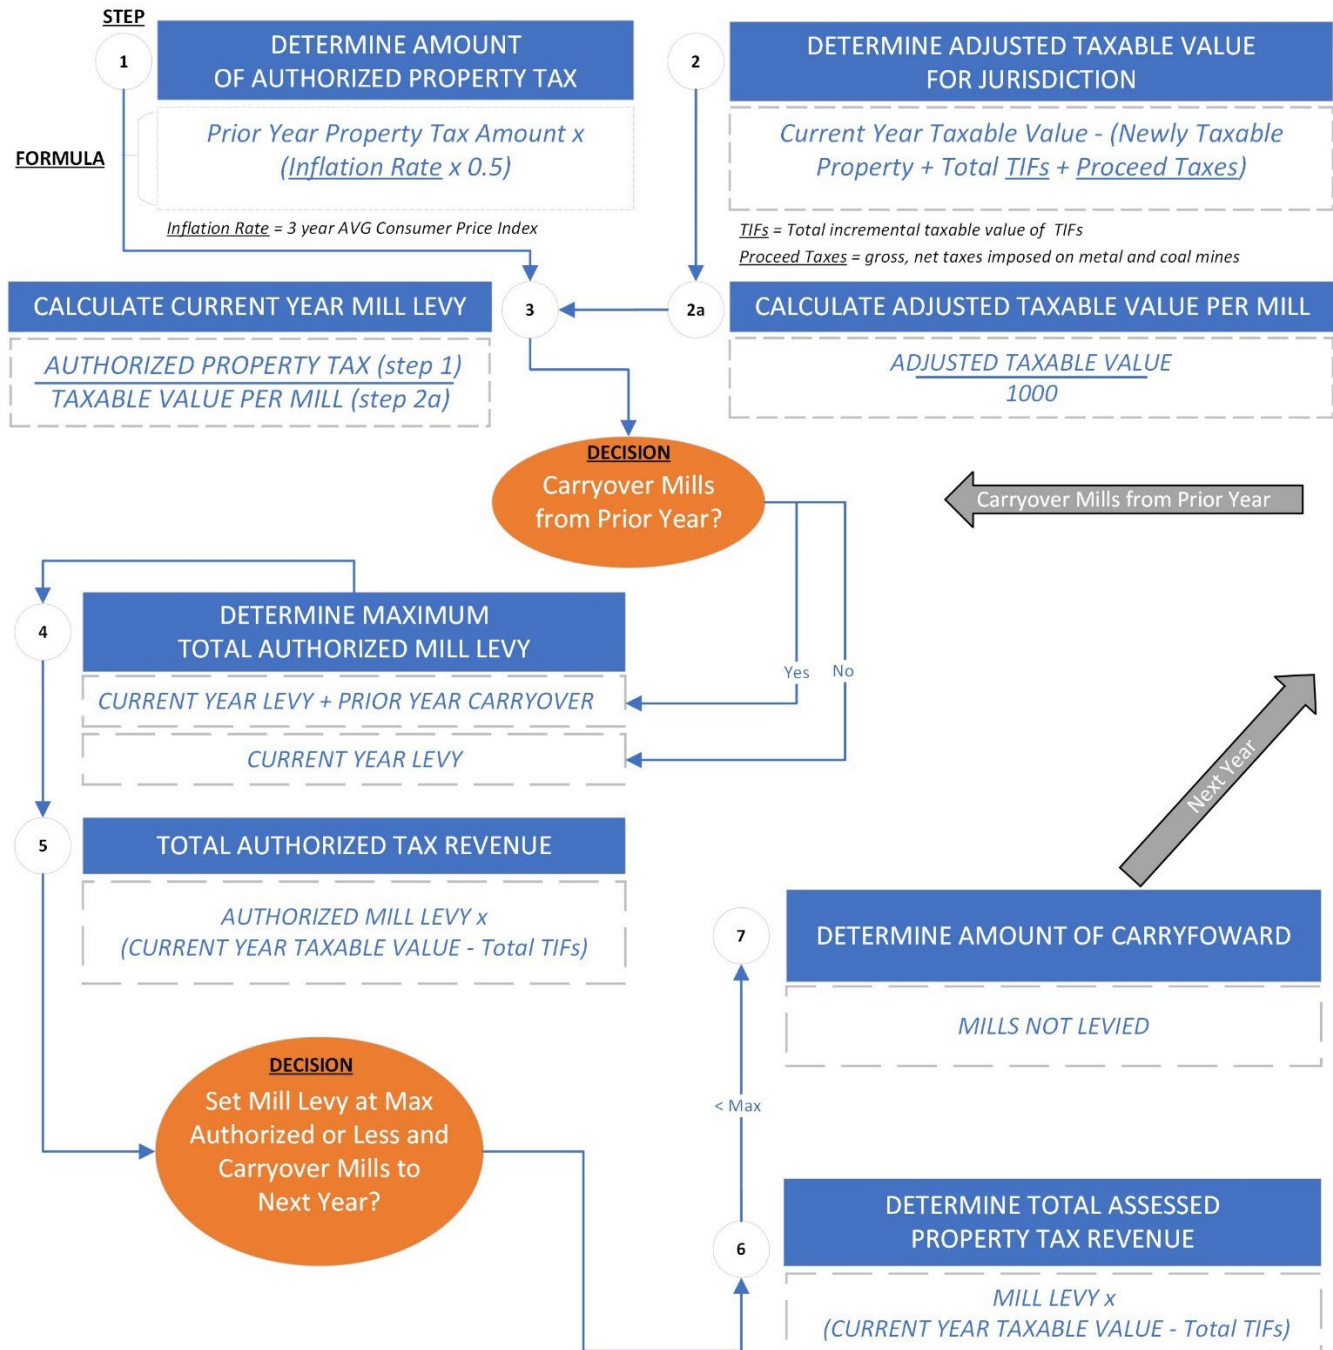 STEP
1
DETERMINE AMOUNT
OF AUTHORIZED PROPERTY TAX
FORMULA
Prior Year Property Tax Amount x
(Inflation Rate x 0.5)
Inflation Rate = 3 year AVG Consumer Price Index
2
DETERMINE ADJUSTED TAXABLE VALUE
FOR JURISDICTION
Current Year Taxable Value - (Newly Taxable
Property + Total TIFs + Proceed Taxes)
TIFs = Total incremental taxable value of TIFs
Proceed Taxes = gross, net taxes imposed on metal and coal mines
CALCULATE CURRENT YEAR MILL LEVY
3
AUTHORIZED PROPERTY TAX (step 1)
TAXABLE VALUE PER MILL (step 2a)
2a
CALCULATE ADJUSTED TAXABLE VALUE PER MILL
ADJUSTED TAXABLE VALUE
1000
DECISION
Carryover Mills
from Prior Year?
Carryover Mills from Prior Year
Yes
No
4
DETERMINE MAXIMUM
TOTAL AUTHORIZED MILL LEVY
CURRENT YEAR LEVY + PRIOR YEAR CARRYOVER
CURRENT YEAR LEVY
5
TOTAL AUTHORIZED TAX REVENUE
AUTHORIZED MILL LEVY x
(CURRENT YEAR TAXABLE VALUE - Total TIFs)
DECISION
Set Mill Levy at Max
Authorized or Less and
Carryover Mills to
Next Year?
6
DETERMINE TOTAL ASSESSED
PROPERTY TAX REVENUE
MILL LEVY x
(CURRENT YEAR TAXABLE VALUE - Total TIFs)
< Max
7
DETERMINE AMOUNT OF CARRYFOWARD
MILLS NOT LEVIED
Next Year